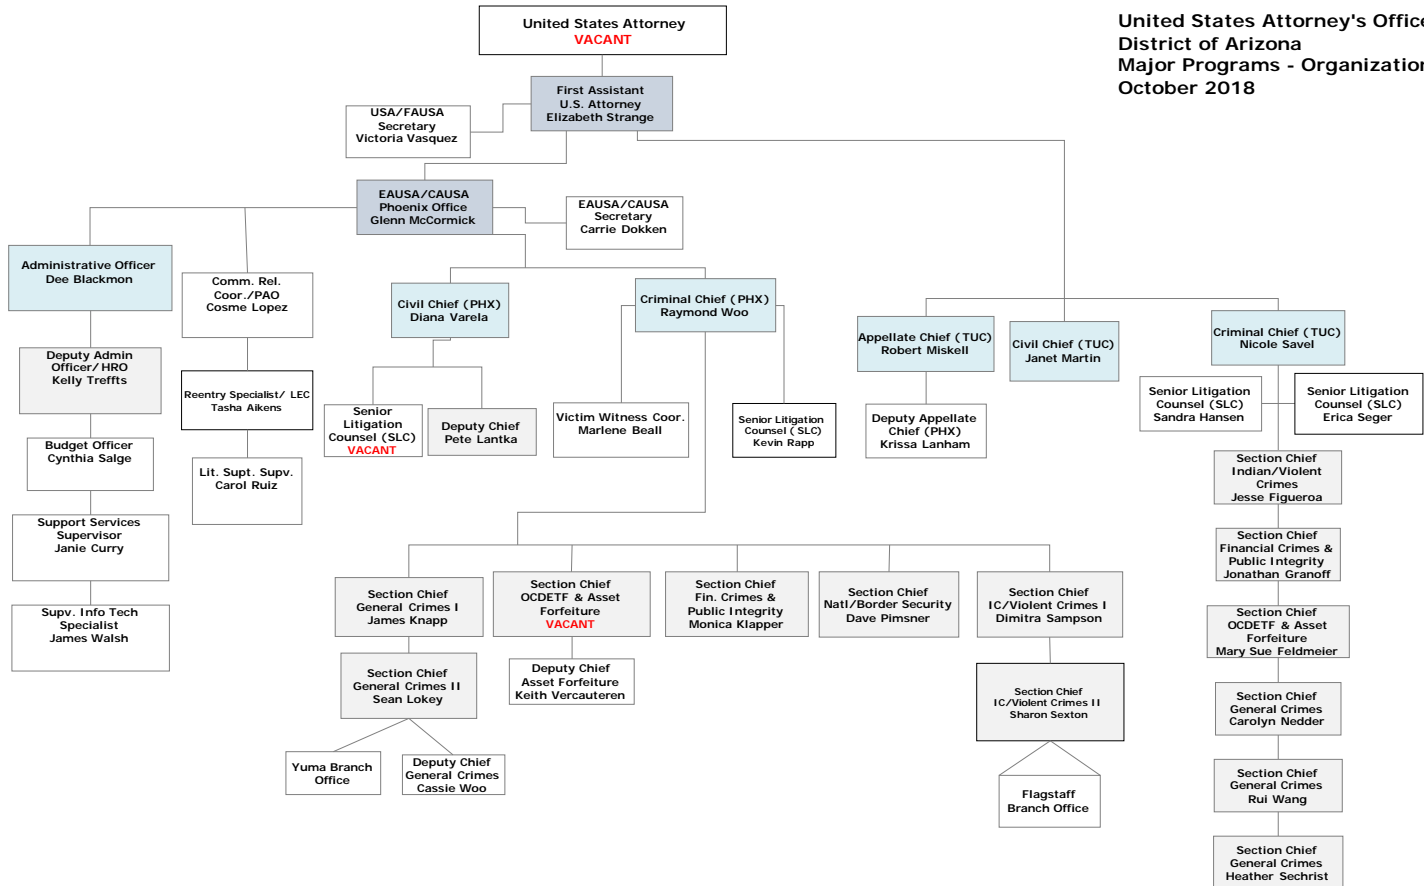 United States Attorney
VACANT
United States Attorney's Office
District of Arizona
Major Programs - Organization
October 2018
First Assistant
U.S. Attorney
Elizabeth Strange
USA/FAUSA
Secretary
Victoria Vasquez
EAUSA/CAUSA
Phoenix Office
Glenn McCormick
EAUSA/CAUSA
Secretary
Carrie Dokken
Administrative Officer
Dee Blackmon
Comm. Rel.
Coor./PAO
Cosme Lopez
Civil Chief (PHX)
Diana Varela
Criminal Chief (PHX)
Raymond Woo
Appellate Chief (TUC)
Robert Miskell
Civil Chief (TUC)
Janet Martin
Criminal Chief (TUC)
Nicole Savel
Deputy Admin
Officer/ HRO
Kelly Treffts
Reentry Specialist/ LEC
Tasha Aikens
Senior
Litigation
Counsel (SLC)
VACANT
Deputy Chief
Pete Lantka
Victim Witness Coor.
Marlene Beall
Senior Litigation
Counsel ( SLC)
Kevin Rapp
Deputy Appellate
Chief (PHX)
Krissa Lanham
Senior Litigation
Counsel (SLC)
Sandra Hansen
Senior Litigation
Counsel (SLC)
Erica Seger
Budget Officer
Cynthia Salge
Lit. Supt. Supv.
Carol Ruiz
Section Chief
Indian/Violent
Crimes
Jesse Figueroa
Support Services
Supervisor
Janie Curry
Section Chief
Financial Crimes &
Public Integrity
Jonathan Granoff
Supv. Info Tech
Specialist
James Walsh
Section Chief
General Crimes I
James Knapp
Section Chief
OCDETF & Asset
Forfeiture
VACANT
Section Chief
Fin. Crimes &
Public Integrity
Monica Klapper
Section Chief
Natl/Border Security
Dave Pimsner
Section Chief
IC/Violent Crimes I
Dimitra Sampson
Section Chief
OCDETF & Asset
Forfeiture
Mary Sue Feldmeier
Section Chief
General Crimes II
Sean Lokey
Deputy Chief
Asset Forfeiture
Keith Vercauteren
Section Chief
IC/Violent Crimes II
Sharon Sexton
Section Chief
General Crimes
Carolyn Nedder
Yuma Branch
Office
Deputy Chief
General Crimes
Cassie Woo
Flagstaff
Branch Office
Section Chief
General Crimes
Rui Wang
Section Chief
General Crimes
Heather Sechrist